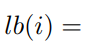 lb(i) =